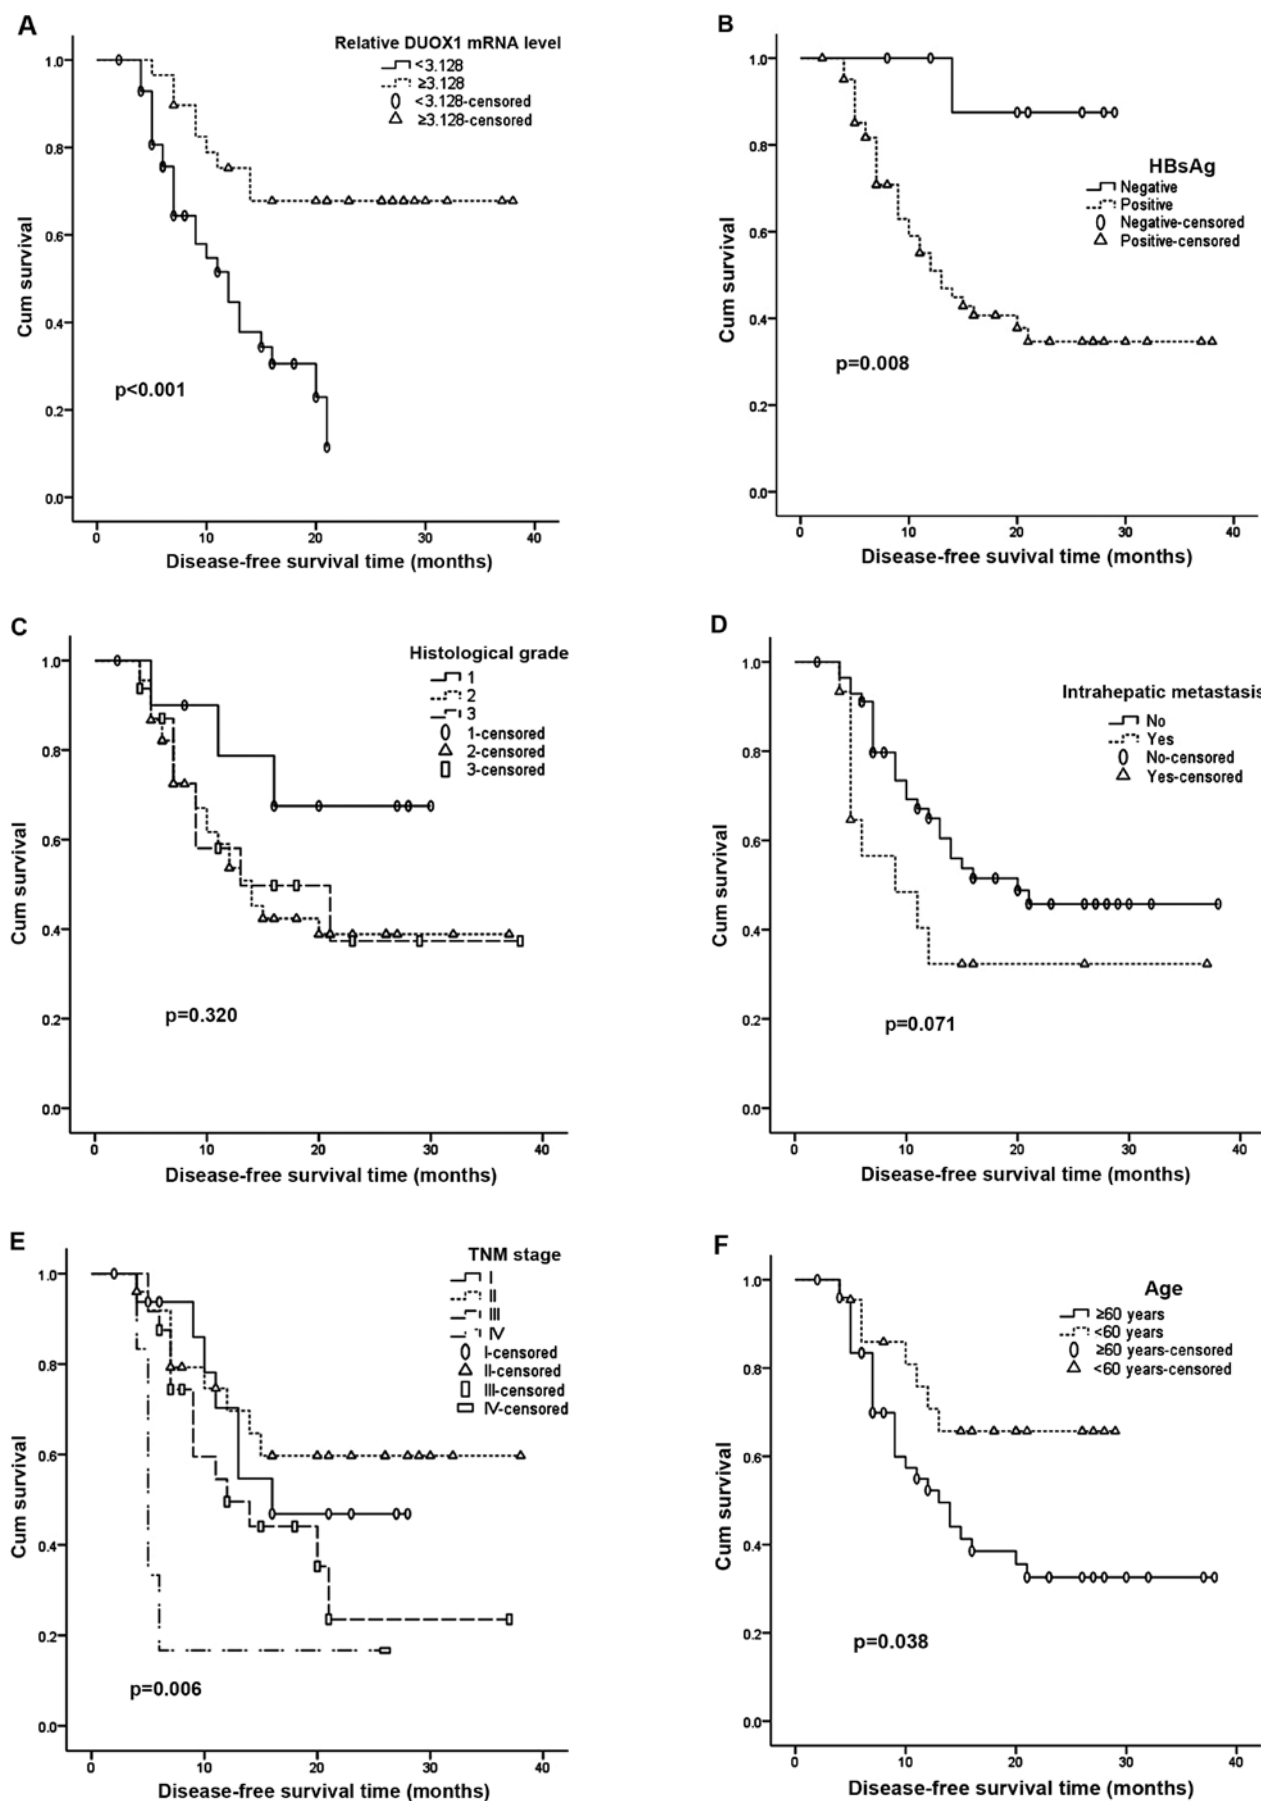 A
Relative DUOX1 mRNA level
<3.128
≥3.128
<3.128-censored
≥3.128-censored
1.0
0.8
0.6
0.4
0.2
0.0
Cum survival
p<0.001
0 10 20 30 40
Disease-free survival time (months)
B
HBsAg
Negative
Positive
Negative-censored
Positive-censored
1.0
0.8
0.6
0.4
0.2
0.0
Cum survival
p=0.008
0 10 20 30 40
Disease-free suvival time (months)
C
Histological grade
1
2
3
1-censored
2-censored
3-censored
1.0
0.8
0.6
0.4
0.2
0.0
Cum survival
p=0.320
0 10 20 30 40
Disease-free survival time (months)
D
Intrahepatic metastasis
No
Yes
No-censored
Yes-censored
1.0
0.8
0.6
0.4
0.2
0.0
Cum survival
p=0.071
0 10 20 30 40
Disease-free survival time (months)
E
TNM stage
I
II
III
IV
I-censored
II-censored
III-censored
IV-censored
1.0
0.8
0.6
0.4
0.2
0.0
Cum survival
p=0.006
0 10 20 30 40
Disease-free survival time (months)
F
Age
≥60 years
<60 years
≥60 years-censored
<60 years-censored
1.0
0.8
0.6
0.4
0.2
0.0
Cum survival
p=0.038
0 10 20 30 40
Disease-free survival time (months)